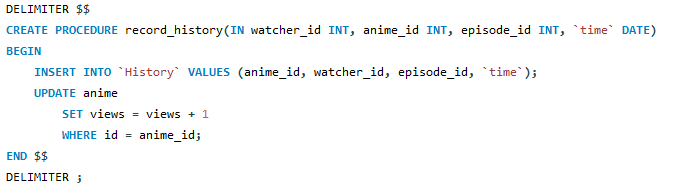 DELIMITER $$
CREATE PROCEDURE record_history(IN watcher_id INT, anime_id INT, episode_id INT, `time` DATE)
BEGIN
    INSERT INTO `History` VALUES (anime_id, watcher_id, episode_id, `time`);
    UPDATE anime
        SET views = views + 1
        WHERE id = anime_id;
END $$
DELIMITER ;